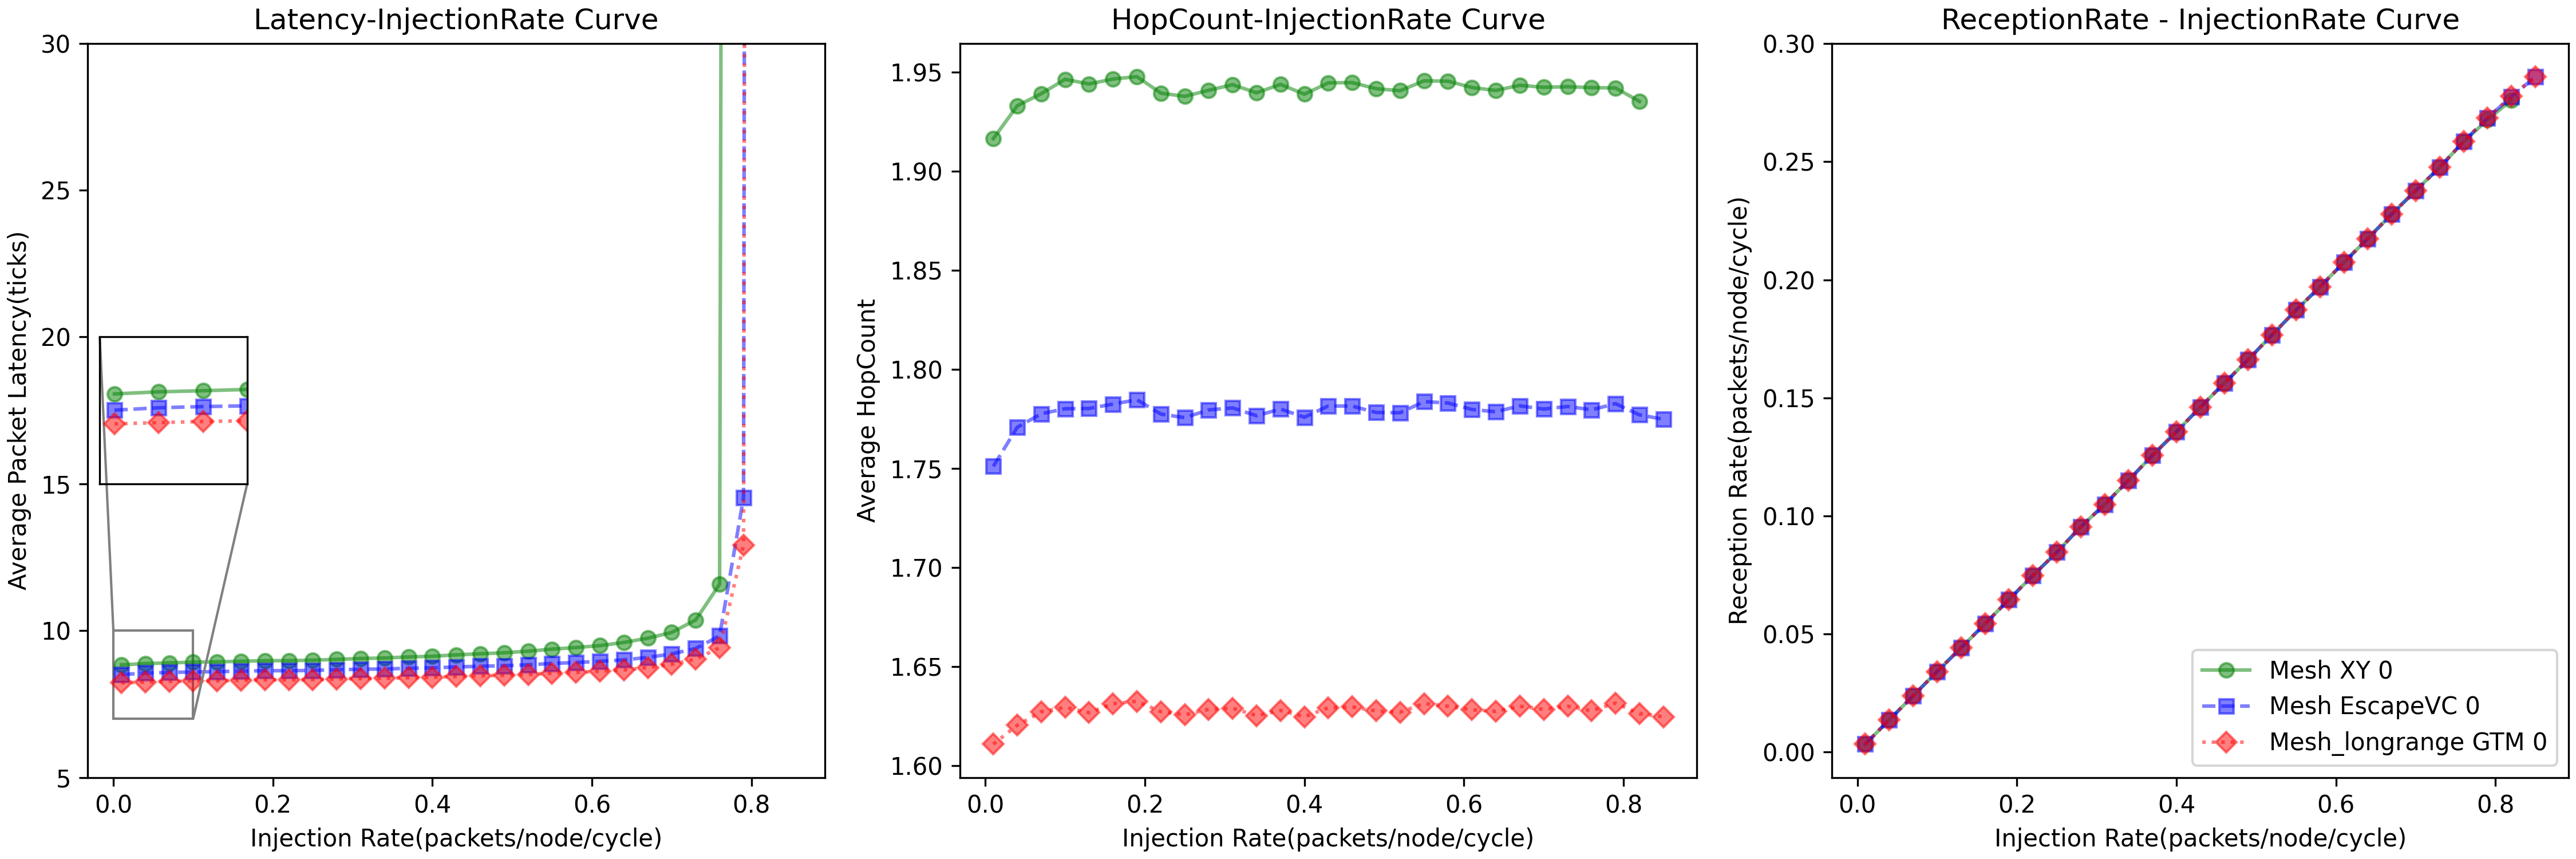 Latency-InjectionRate Curve
Average Packet Latency(ticks)
30
25
20
15
10
5
0.0 0.2 0.4 0.6 0.8
Injection Rate(packets/node/cycle)
HopCount-InjectionRate Curve
Average HopCount
1.95
1.90
1.85
1.80
1.75
1.70
1.65
1.60
0.0 0.2 0.4 0.6 0.8
Injection Rate(packets/node/cycle)
ReceptionRate - InjectionRate Curve
Reception Rate(packets/node/cycle)
0.30
0.25
0.20
0.15
0.10
0.05
0.00
Mesh XY 0
Mesh EscapeVC 0
Mesh_longrange GTM 0
0.0 0.2 0.4 0.6 0.8
Injection Rate(packets/node/cycle)